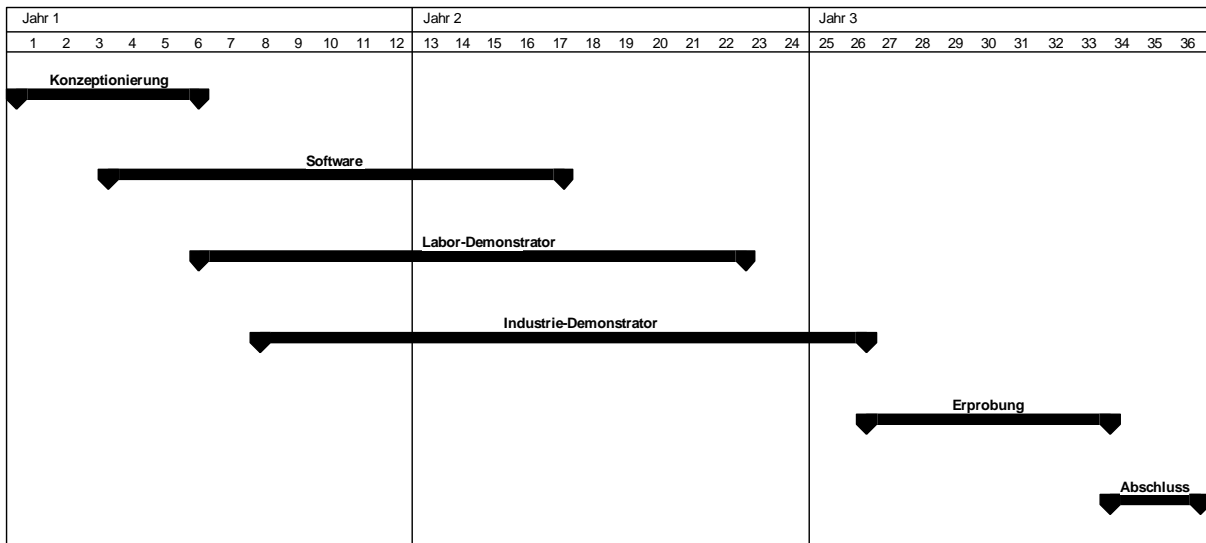 Jahr 1 Jahr 2 Jahr 3
1 2 3 4 5 6 7 8 9 10 11 12 13 14 15 16 17 18 19 20 21 22 23 24 25 26 27 28 29 30 31 32 33 34 35 36
Konzeptionierung
Software
Labor-Demonstrator
Industrie-Demonstrator
Erprobung
Abschluss